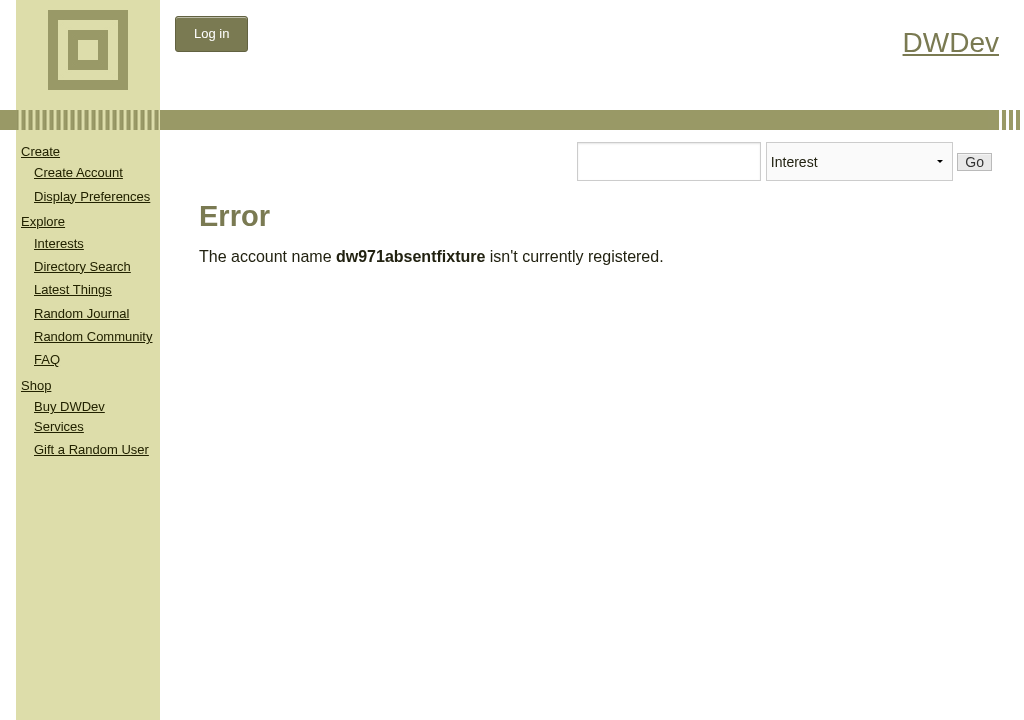 Log in
DWDev
Create
Create Account
Display Preferences
Explore
Interests
Directory Search
Latest Things
Random Journal
Random Community
FAQ
Shop
Buy DWDev
Services
Gift a Random User
Interest
Go
Error
The account name dw971absentfixture isn't currently registered.